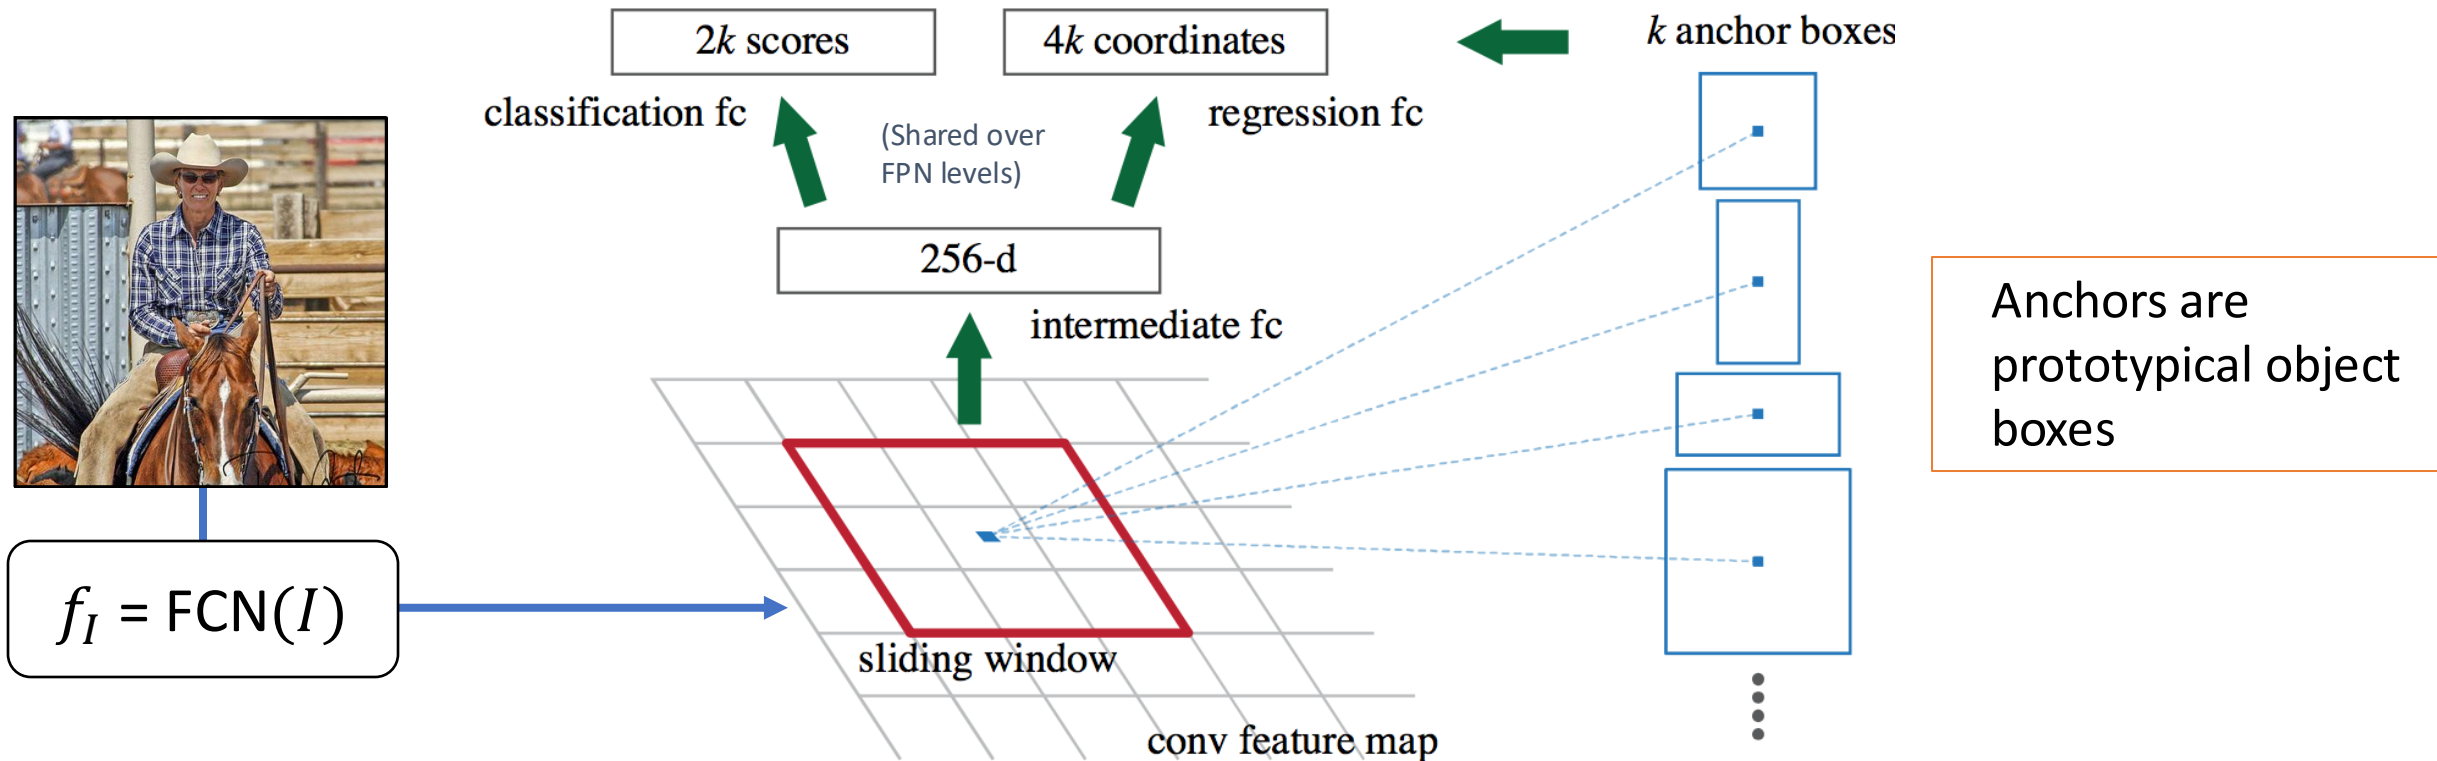 2k scores
4k coordinates
k anchor boxes
classification fc
(Shared over
FPN levels)
regression fc
256-d
intermediate fc
Anchors are
prototypical object
boxes
f_I = FCN(I)
sliding window
conv feature map